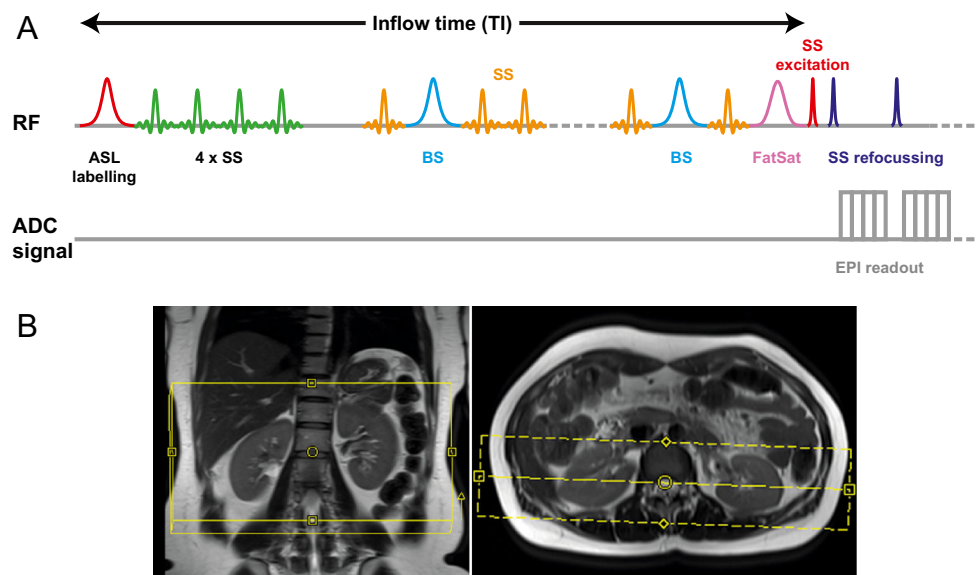 A
Inflow time (TI)
SS
excitation
SS
RF
ASL
labelling
4 x SS
BS
BS
FatSat
SS refocussing
ADC
signal
EPI readout
B